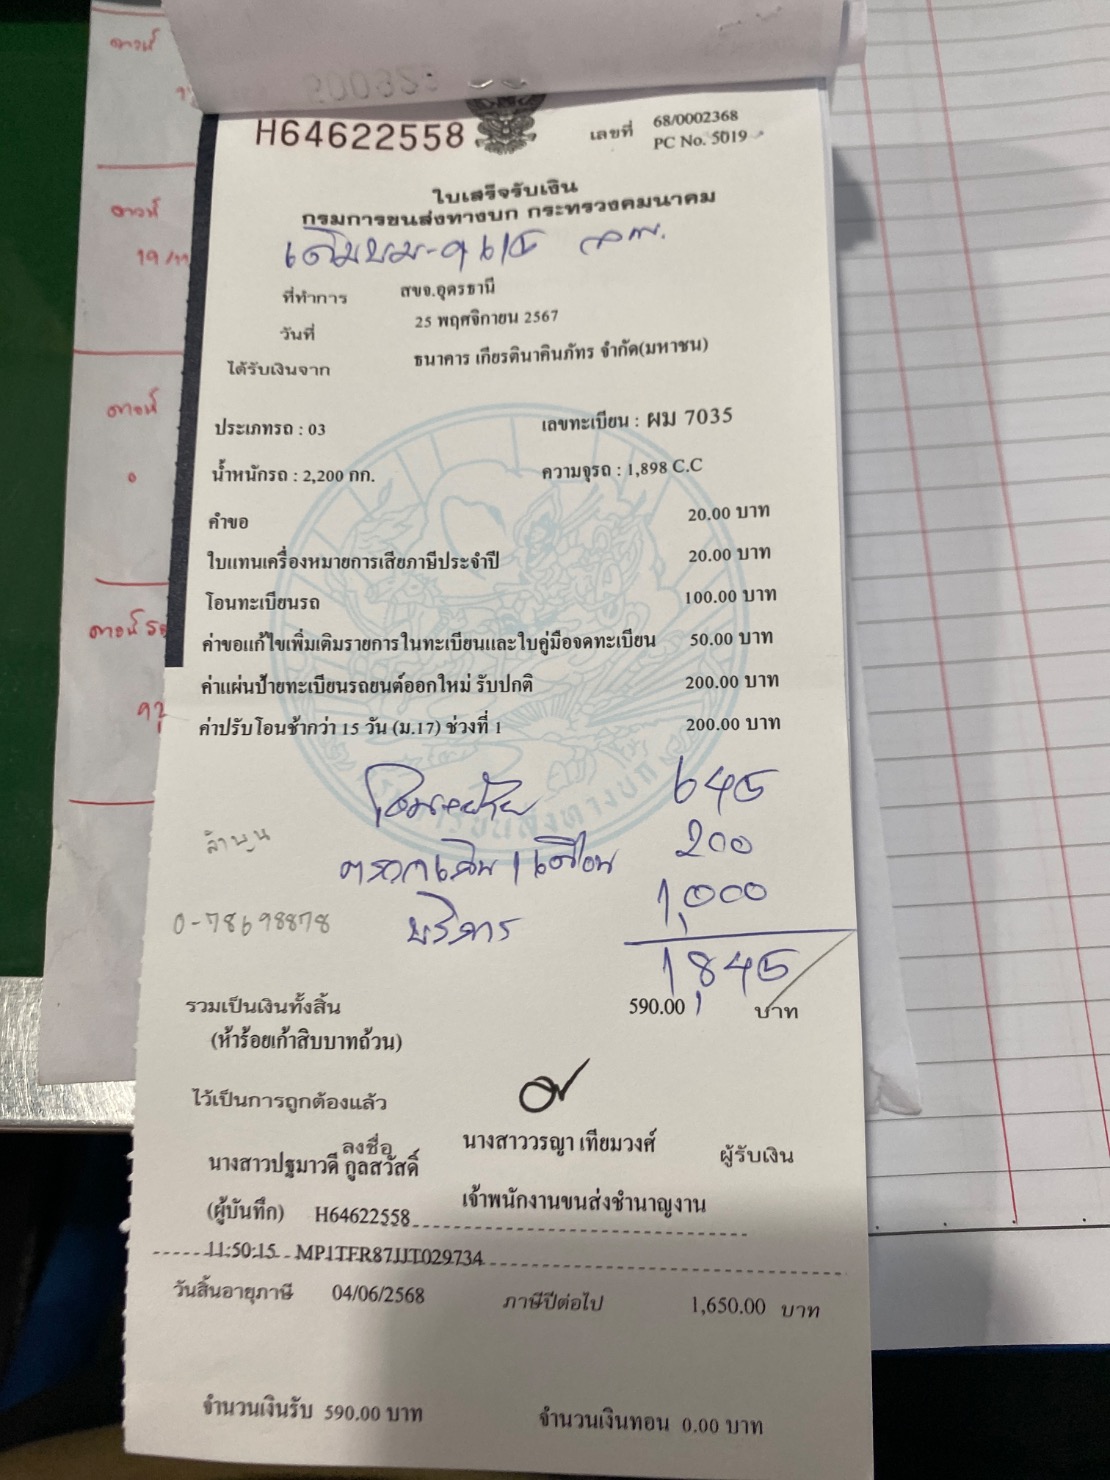 H64622558
เลขที่ 68/0002368
PC No. 5019
ใบเสร็จรับเงิน
กรมการขนส่งทางบก กระทรวงคมนาคม
ที่ทำการ สขจ.อุดรธานี
วันที่ 25 พฤศจิกายน 2567
ได้รับเงินจาก ธนาคาร เกียรตินาคินภัทร จำกัด(มหาชน)
ประเภทรถ : 03 เลขทะเบียน : ผม 7035
น้ำหนักรถ : 2,200 กก. ความจุรถ : 1,898 C.C
คำขอ 20.00 บาท
ใบแทนเครื่องหมายการเสียภาษีประจำปี 20.00 บาท
โอนทะเบียนรถ 100.00 บาท
ค่าขอแก้ไขเพิ่มเติมรายการในทะเบียนและใบคู่มือจดทะเบียน 50.00 บาท
ค่าแผ่นป้ายทะเบียนรถยนต์ออกใหม่ รับปกติ 200.00 บาท
ค่าปรับโอนช้ากว่า 15 วัน (ม.17) ช่วงที่ 1 200.00 บาท
645
200
0-78698878 บริการ 1,000
1,845
รวมเป็นเงินทั้งสิ้น 590.00 บาท
(ห้าร้อยเก้าสิบบาทถ้วน)
ไว้เป็นการถูกต้องแล้ว
ลงชื่อ นางสาววรญา เทียมวงศ์ ผู้รับเงิน
นางสาวปฐมาวดี กูลสวัสดิ์
(ผู้บันทึก) H64622558 เจ้าพนักงานขนส่งชำนาญงาน
11:50:15 MP1TFR87JJT029734
วันสิ้นอายุภาษี 04/06/2568 ภาษีปีต่อไป 1,650.00 บาท
จำนวนเงินรับ 590.00 บาท จำนวนเงินทอน 0.00 บาท